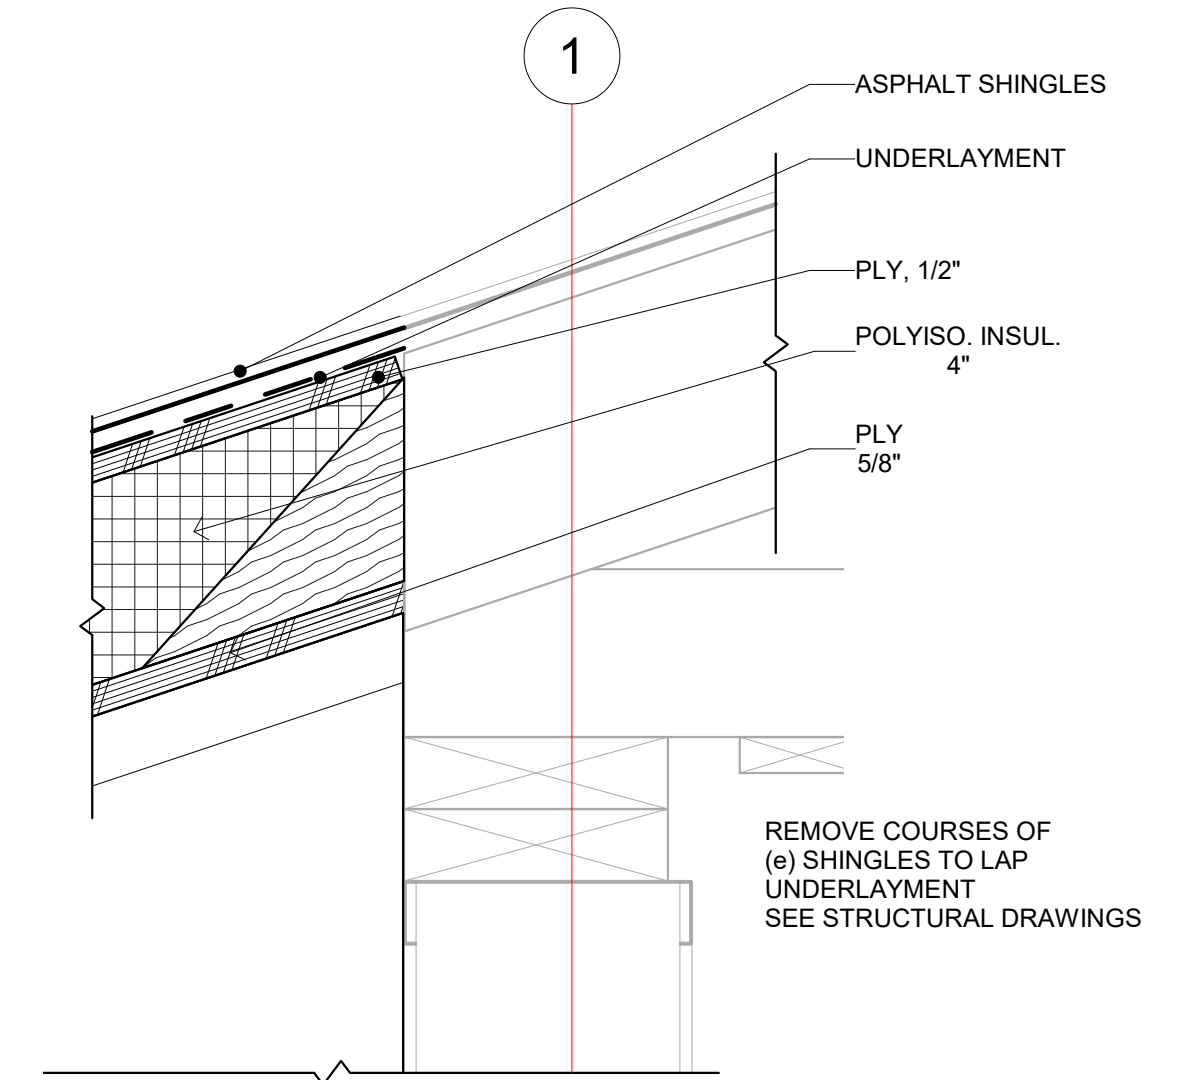 1
ASPHALT SHINGLES
UNDERLAYMENT
PLY, 1/2"
POLYISO. INSUL.
4"
PLY
5/8"
REMOVE COURSES OF
(e) SHINGLES TO LAP
UNDERLAYMENT
SEE STRUCTURAL DRAWINGS